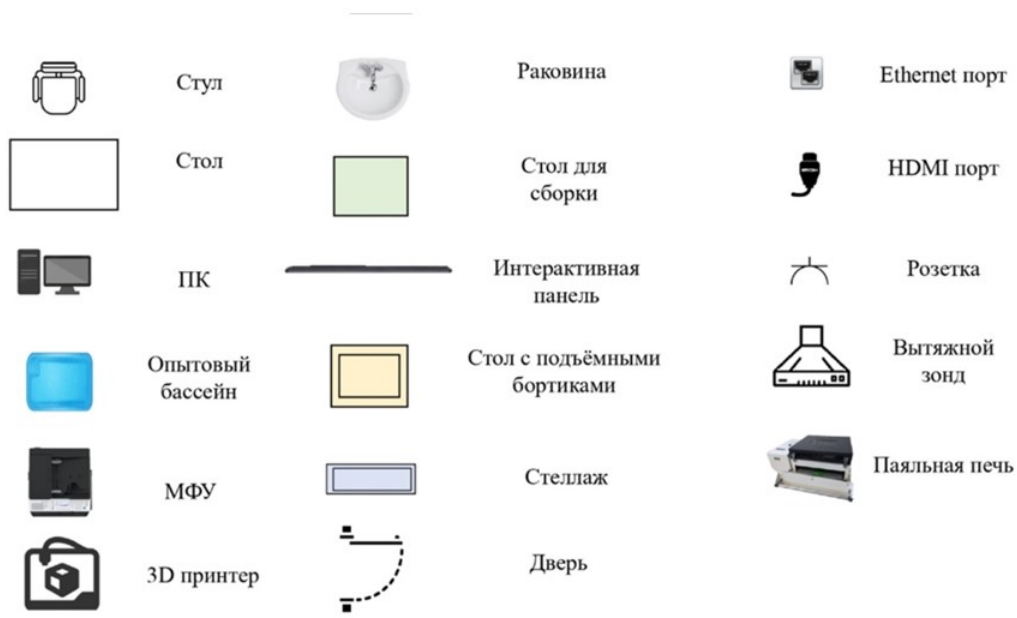 Стул
Раковина
Ethernet порт
Стол
Стол для
сборки
HDMI порт
ПК
Интерактивная
панель
Розетка
Опытовый
бассейн
Стол с подъёмными
бортиками
Вытяжной
зонд
МФУ
Стеллаж
Паяльная печь
3D принтер
Дверь